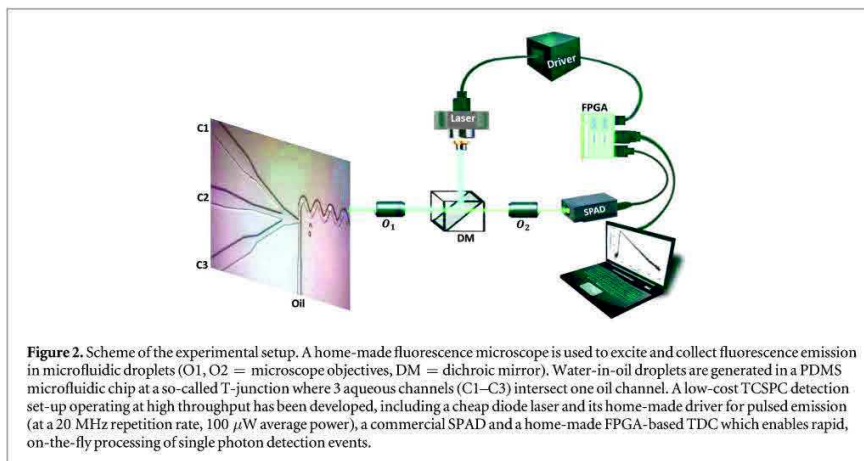 Driver
FPGA
Laser
C1
C2
C3
Oil
O₁
DM
O₂
SPAD
Figure 2. Scheme of the experimental setup. A home-made fluorescence microscope is used to excite and collect fluorescence emission
in microfluidic droplets (O1, O2 = microscope objectives, DM = dichroic mirror). Water-in-oil droplets are generated in a PDMS
microfluidic chip at a so-called T-junction where 3 aqueous channels (C1–C3) intersect one oil channel. A low-cost TCSPC detection
set-up operating at high throughput has been developed, including a cheap diode laser and its home-made driver for pulsed emission
(at a 20 MHz repetition rate, 100 μW average power), a commercial SPAD and a home-made FPGA-based TDC which enables rapid,
on-the-fly processing of single photon detection events.